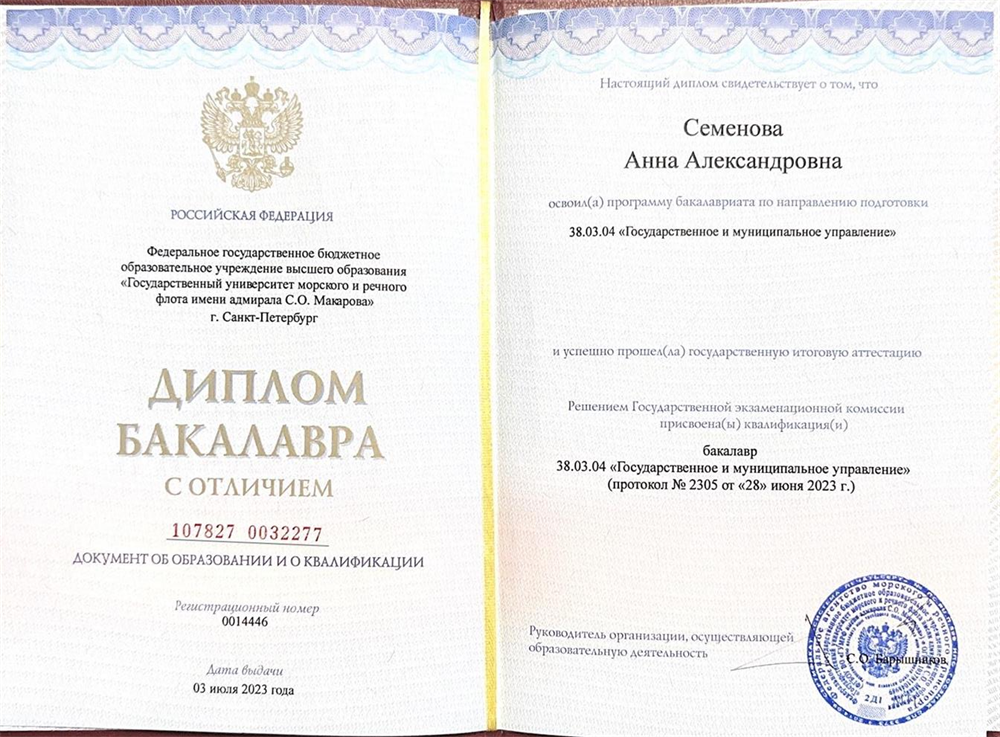 РОССИЙСКАЯ ФЕДЕРАЦИЯ
Федеральное государственное бюджетное
образовательное учреждение высшего образования
«Государственный университет морского и речного
флота имени адмирала С.О. Макарова»
г. Санкт-Петербург
ДИПЛОМ
БАКАЛАВРА
С ОТЛИЧИЕМ
107827 0032277
ДОКУМЕНТ ОБ ОБРАЗОВАНИИ И О КВАЛИФИКАЦИИ
Регистрационный номер
0014446
Дата выдачи
03 июля 2023 года
Настоящий диплом свидетельствует о том, что
Семенова
Анна Александровна
освоил(а) программу бакалавриата по направлению подготовки
38.03.04 «Государственное и муниципальное управление»
и успешно прошел(ла) государственную итоговую аттестацию
Решением Государственной экзаменационной комиссии
присвоена(ы) квалификация(и)
бакалавр
38.03.04 «Государственное и муниципальное управление»
(протокол № 2305 от «28» июня 2023 г.)
Руководитель организации, осуществляющей
образовательную деятельность
С.О. Барышников